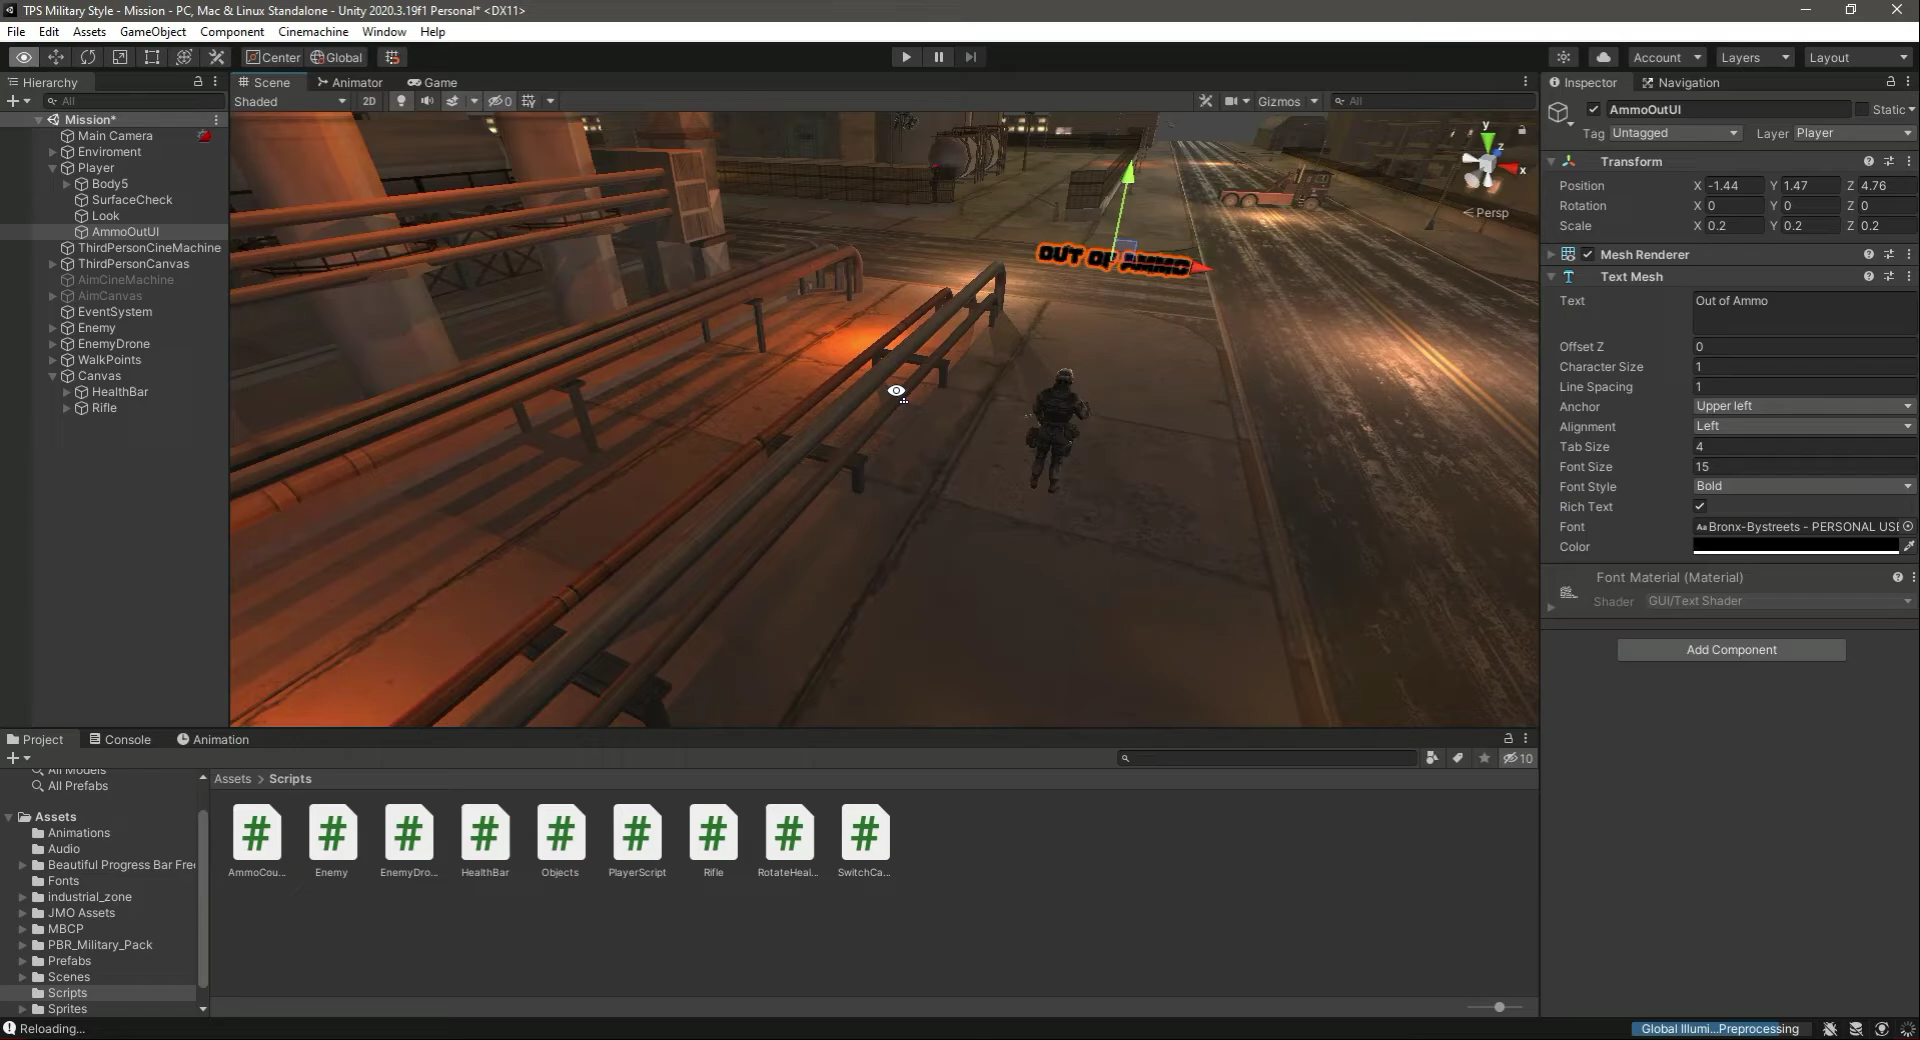 TPS Military Style - Mission - PC, Mac & Linux Standalone - Unity 2020.3.19f1 Personal* <DX11>
File Edit Assets GameObject Component Cinemachine Window Help
Center Global Account Layers Layout
Hierarchy
All
Mission*
Main Camera
Enviroment
Player
Body5
SurfaceCheck
Look
AmmoOutUI
ThirdPersonCineMachine
ThirdPersonCanvas
AimCineMachine
AimCanvas
EventSystem
Enemy
EnemyDrone
WalkPoints
Canvas
HealthBar
Rifle
Scene Animator Game
Shaded 2D 0 Gizmos All
OUT OF AMMO
y
z
x
Persp
Inspector Navigation
AmmoOutUI Static
Tag Untagged Layer Player
Transform
Position X -1.44 Y 1.47 Z 4.76
Rotation X 0 Y 0 Z 0
Scale X 0.2 Y 0.2 Z 0.2
Mesh Renderer
Text Mesh
Text Out of Ammo
Offset Z 0
Character Size 1
Line Spacing 1
Anchor Upper left
Alignment Left
Tab Size 4
Font Size 15
Font Style Bold
Rich Text
Font Aa Bronx-Bystreets - PERSONAL USE
Color
Font Material (Material)
Shader GUI/Text Shader
Add Component
Project Console Animation
10
All Models
All Prefabs
Assets
Animations
Audio
Beautiful Progress Bar Free
Fonts
industrial_zone
JMO Assets
MBCP
PBR_Military_Pack
Prefabs
Scenes
Scripts
Sprites
Assets > Scripts
# # # # # # # # #
AmmoCou... Enemy EnemyDro... HealthBar Objects PlayerScript Rifle RotateHeal... SwitchCa...
Reloading...
Global Illumi...Preprocessing